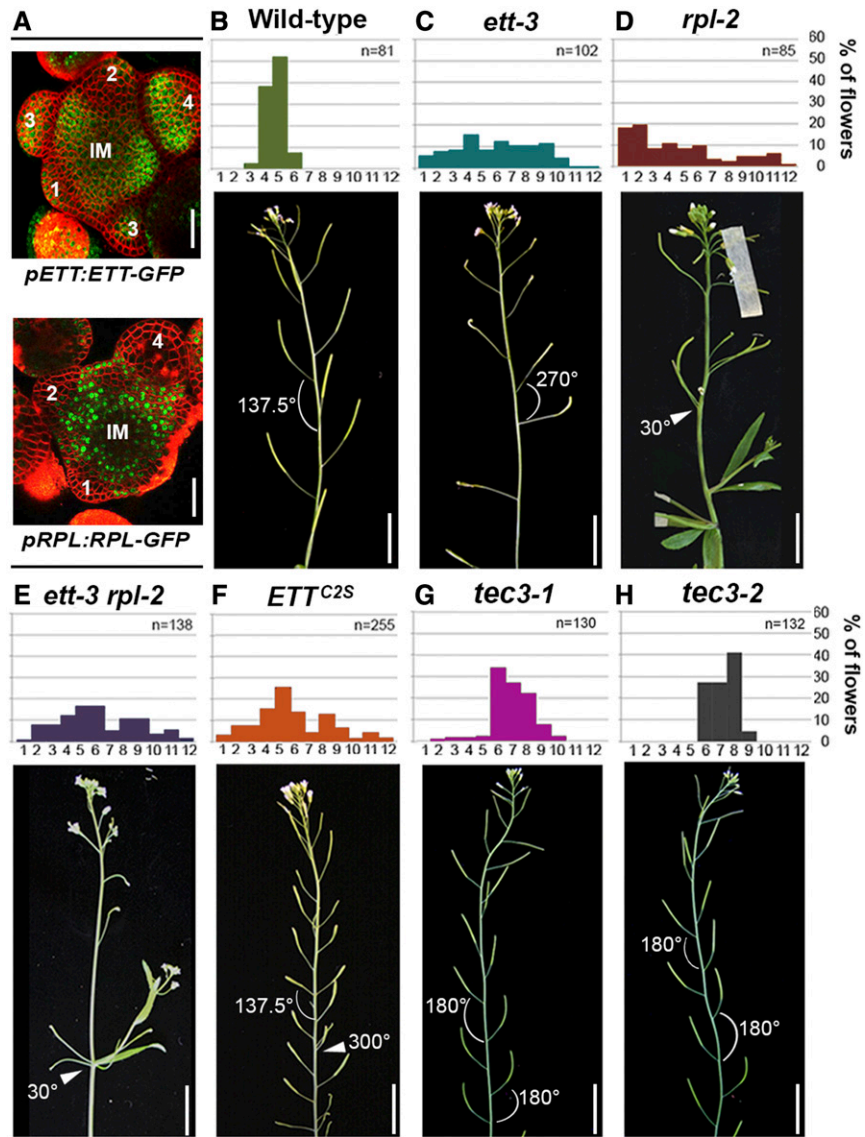 A
2
3
4
IM
1
3
pETT:ETT-GFP
4
2
IM
1
pRPL:RPL-GFP
B Wild-type
n=81
1 2 3 4 5 6 7 8 9 10 11 12
137.5°
C ett-3
n=102
1 2 3 4 5 6 7 8 9 10 11 12
270°
D rpl-2
n=85
60
50
40
30
20
10
0
% of flowers
1 2 3 4 5 6 7 8 9 10 11 12
30°
E ett-3 rpl-2
n=138
1 2 3 4 5 6 7 8 9 10 11 12
30°
F ETT^C2S
n=255
1 2 3 4 5 6 7 8 9 10 11 12
137.5°
300°
G tec3-1
n=130
1 2 3 4 5 6 7 8 9 10 11 12
180°
180°
H tec3-2
n=132
60
50
40
30
20
10
0
% of flowers
1 2 3 4 5 6 7 8 9 10 11 12
180°
180°